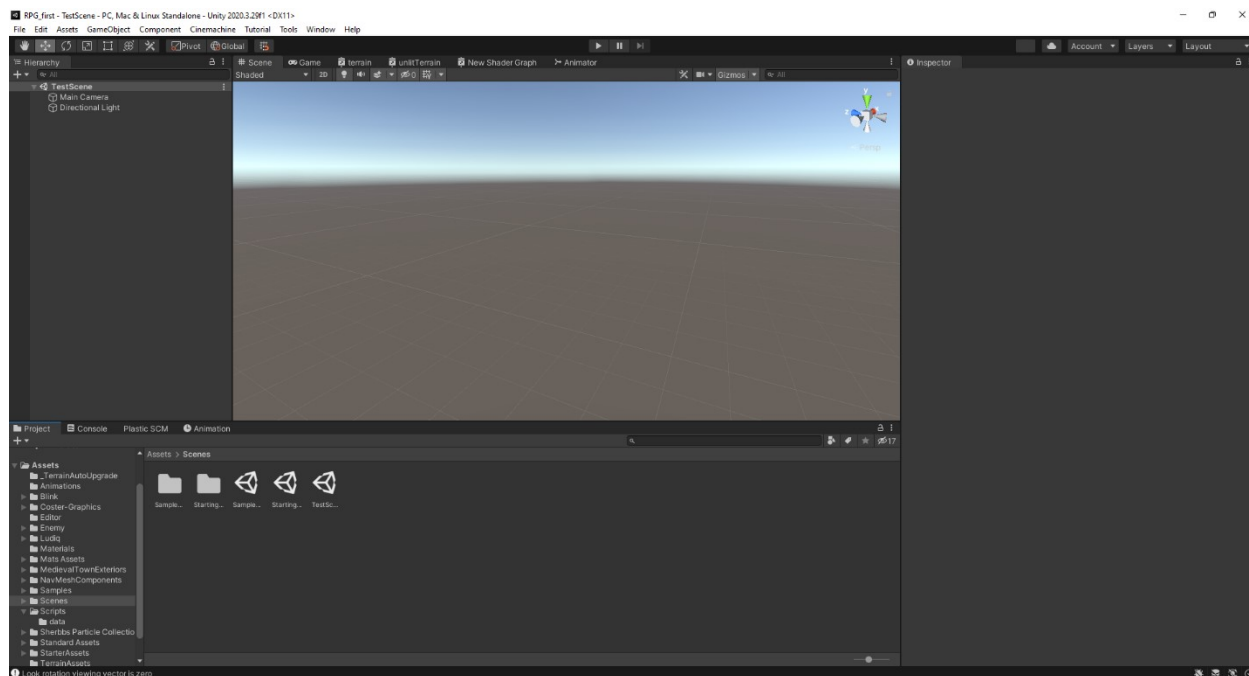 RPG_first - TestScene - PC, Mac & Linux Standalone - Unity 2020.3.29f1 <DX11>
File Edit Assets GameObject Component Cinemachine Tutorial Tools Window Help
Pivot Global Account Layers Layout
Hierarchy
All
TestScene
Main Camera
Directional Light
Scene Game terrain unlitTerrain New Shader Graph Animator
Shaded 2D 0 Gizmos All
y
z
Persp
Inspector
Project Console Plastic SCM Animation
17
Assets
_TerrainAutoUpgrade
Animations
Blink
Coster-Graphics
Editor
Enemy
Ludiq
Materials
Mats Assets
MedievalTownExteriors
NavMeshComponents
Samples
Scenes
Scripts
data
Sherbbs Particle Collectio
Standard Assets
StarterAssets
TerrainAssets
Assets > Scenes
Sample... Starting... Sample... Starting... TestSc...
Look rotation viewing vector is zero